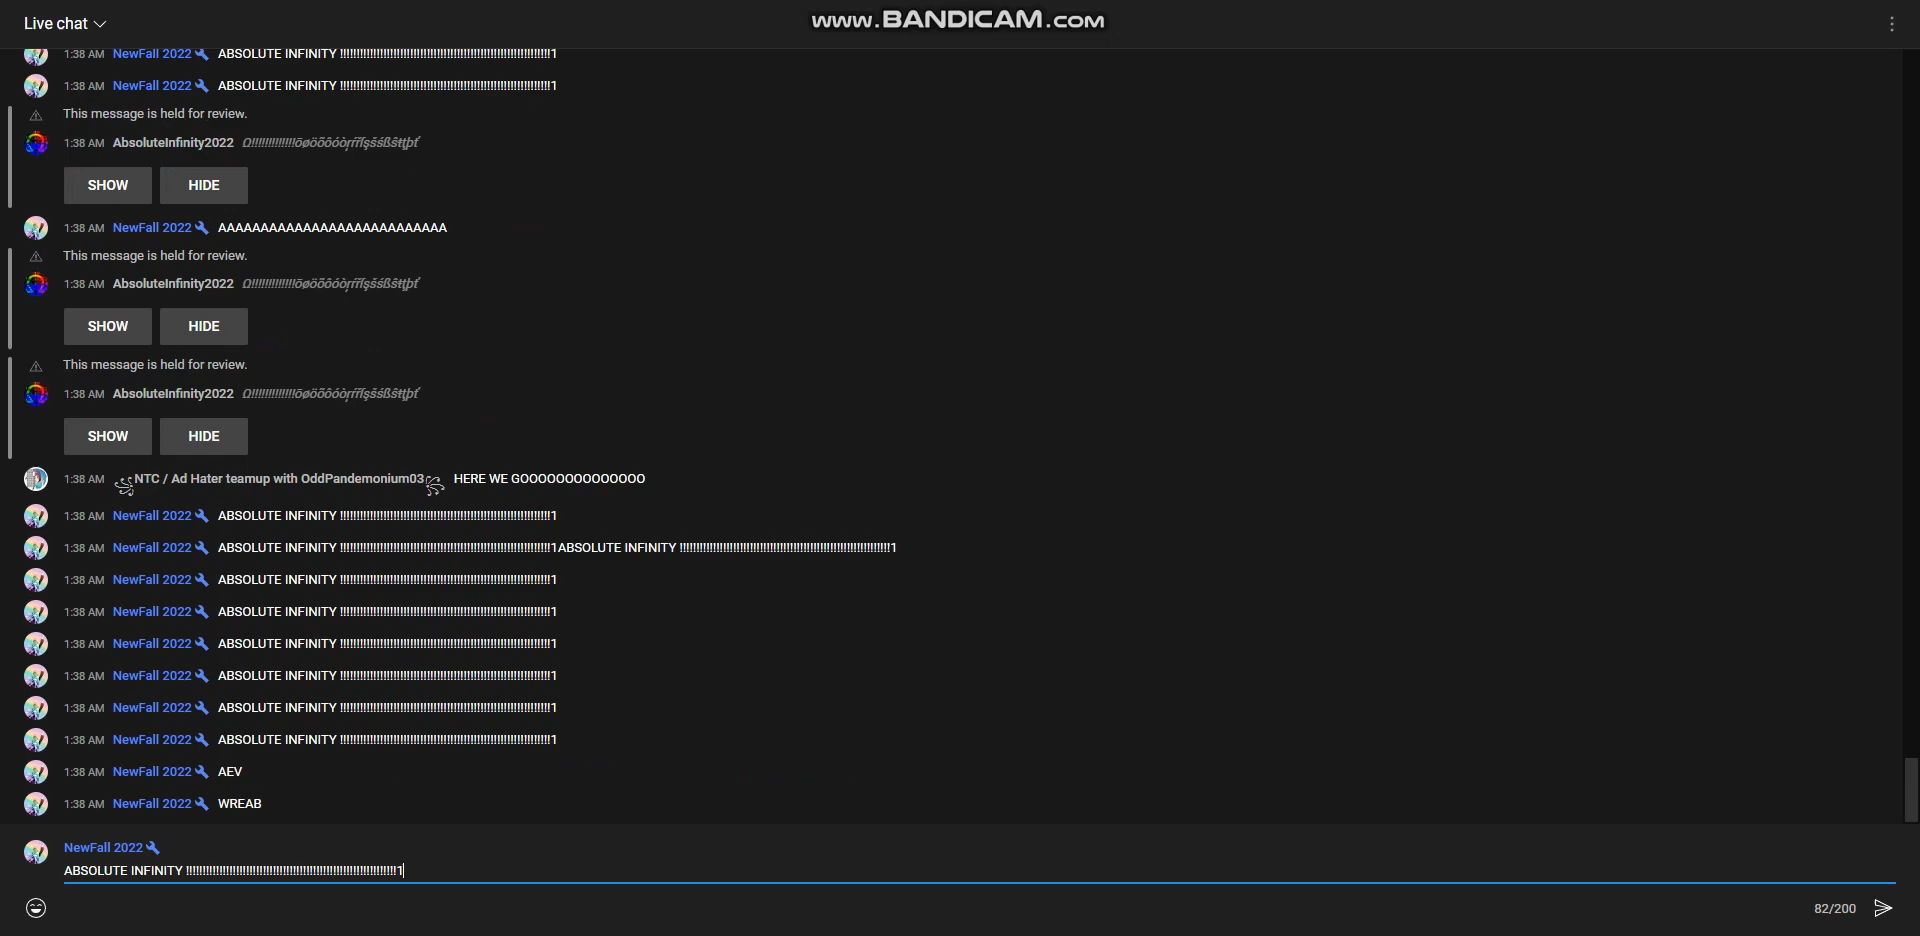 Live chat
www.BANDICAM.COM
1:38 AM NewFall 2022 ABSOLUTE INFINITY !!!!!!!!!!!!!!!!!!!!!!!!!!!!!!!!!!!!!!!!!!!!!!!!!!!!!!!!!!!!!!!!1
1:38 AM NewFall 2022 ABSOLUTE INFINITY !!!!!!!!!!!!!!!!!!!!!!!!!!!!!!!!!!!!!!!!!!!!!!!!!!!!!!!!!!!!!!!!1
This message is held for review.
1:38 AM AbsoluteInfinity2022
SHOW HIDE
1:38 AM NewFall 2022 AAAAAAAAAAAAAAAAAAAAAAAAAAA
This message is held for review.
1:38 AM AbsoluteInfinity2022
SHOW HIDE
This message is held for review.
1:38 AM AbsoluteInfinity2022
SHOW HIDE
1:38 AM ꧁NTC / Ad Hater teamup with OddPandemonium03꧂ HERE WE GOOOOOOOOOOOOOO
1:38 AM NewFall 2022 ABSOLUTE INFINITY !!!!!!!!!!!!!!!!!!!!!!!!!!!!!!!!!!!!!!!!!!!!!!!!!!!!!!!!!!!!!!!!1
1:38 AM NewFall 2022 ABSOLUTE INFINITY !!!!!!!!!!!!!!!!!!!!!!!!!!!!!!!!!!!!!!!!!!!!!!!!!!!!!!!!!!!!!!!!1ABSOLUTE INFINITY !!!!!!!!!!!!!!!!!!!!!!!!!!!!!!!!!!!!!!!!!!!!!!!!!!!!!!!!!!!!!!!!1
1:38 AM NewFall 2022 ABSOLUTE INFINITY !!!!!!!!!!!!!!!!!!!!!!!!!!!!!!!!!!!!!!!!!!!!!!!!!!!!!!!!!!!!!!!!1
1:38 AM NewFall 2022 ABSOLUTE INFINITY !!!!!!!!!!!!!!!!!!!!!!!!!!!!!!!!!!!!!!!!!!!!!!!!!!!!!!!!!!!!!!!!1
1:38 AM NewFall 2022 ABSOLUTE INFINITY !!!!!!!!!!!!!!!!!!!!!!!!!!!!!!!!!!!!!!!!!!!!!!!!!!!!!!!!!!!!!!!!1
1:38 AM NewFall 2022 ABSOLUTE INFINITY !!!!!!!!!!!!!!!!!!!!!!!!!!!!!!!!!!!!!!!!!!!!!!!!!!!!!!!!!!!!!!!!1
1:38 AM NewFall 2022 ABSOLUTE INFINITY !!!!!!!!!!!!!!!!!!!!!!!!!!!!!!!!!!!!!!!!!!!!!!!!!!!!!!!!!!!!!!!!1
1:38 AM NewFall 2022 ABSOLUTE INFINITY !!!!!!!!!!!!!!!!!!!!!!!!!!!!!!!!!!!!!!!!!!!!!!!!!!!!!!!!!!!!!!!!1
1:38 AM NewFall 2022 AEV
1:38 AM NewFall 2022 WREAB
NewFall 2022
ABSOLUTE INFINITY !!!!!!!!!!!!!!!!!!!!!!!!!!!!!!!!!!!!!!!!!!!!!!!!!!!!!!!!!!!!!!!!1
82/200